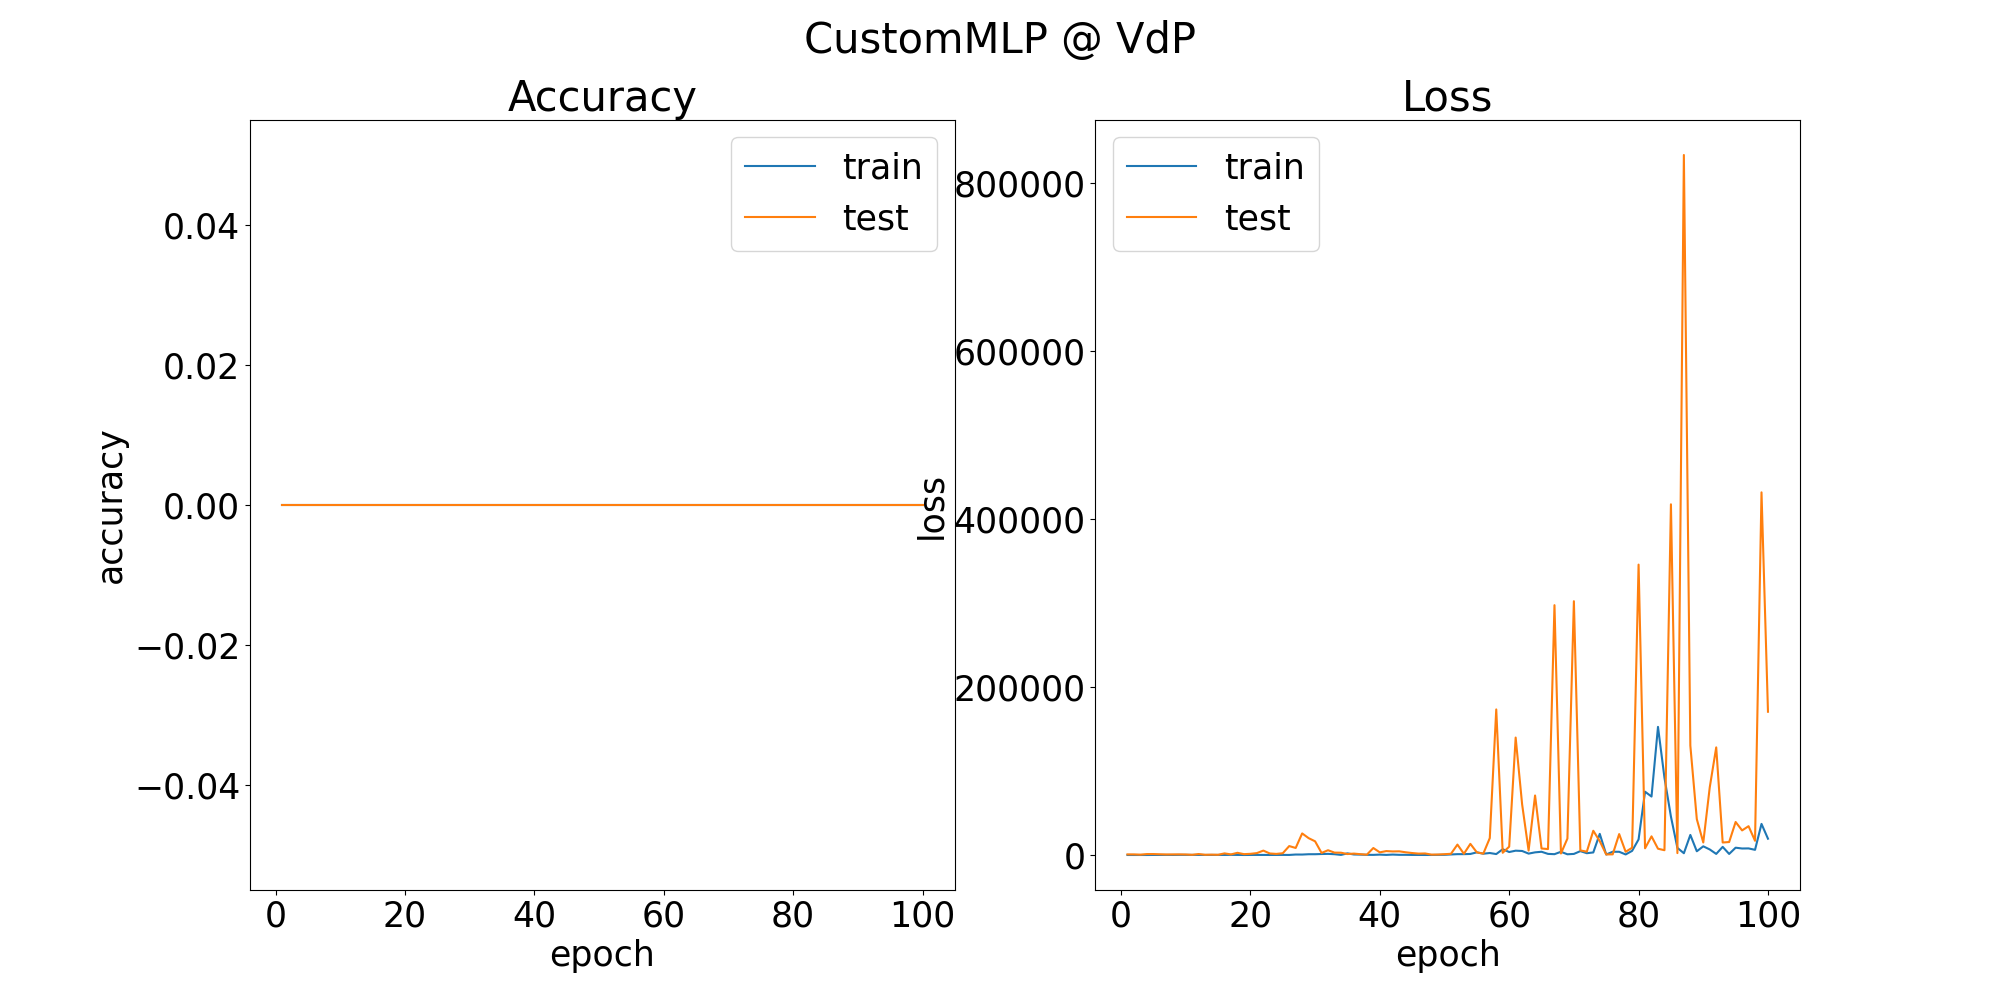 CustomMLP @ VdP
Accuracy
train
test
0.04
0.02
0.00
−0.02
−0.04
accuracy
0 20 40 60 80 100
epoch
Loss
train
test
800000
600000
400000
200000
0
loss
0 20 40 60 80 100
epoch